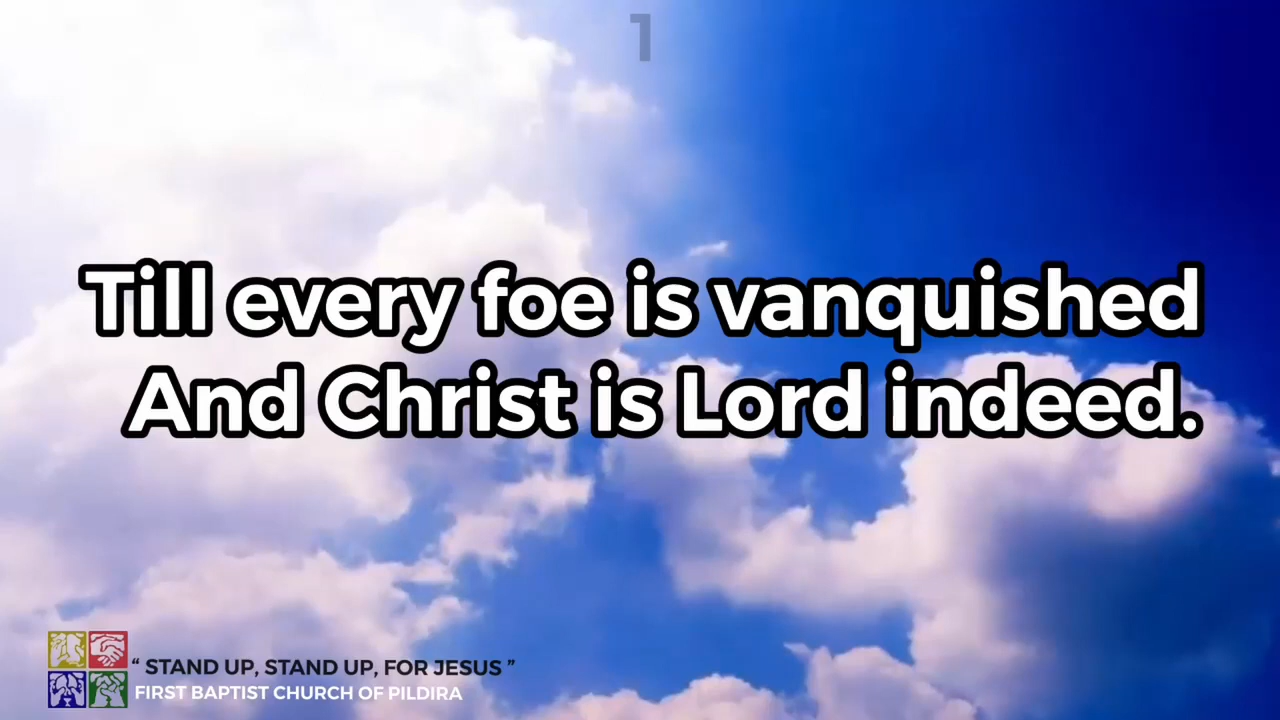 1
Till every foe is vanquished
And Christ is Lord indeed.
“ STAND UP, STAND UP, FOR JESUS ”
FIRST BAPTIST CHURCH OF PILDIRA